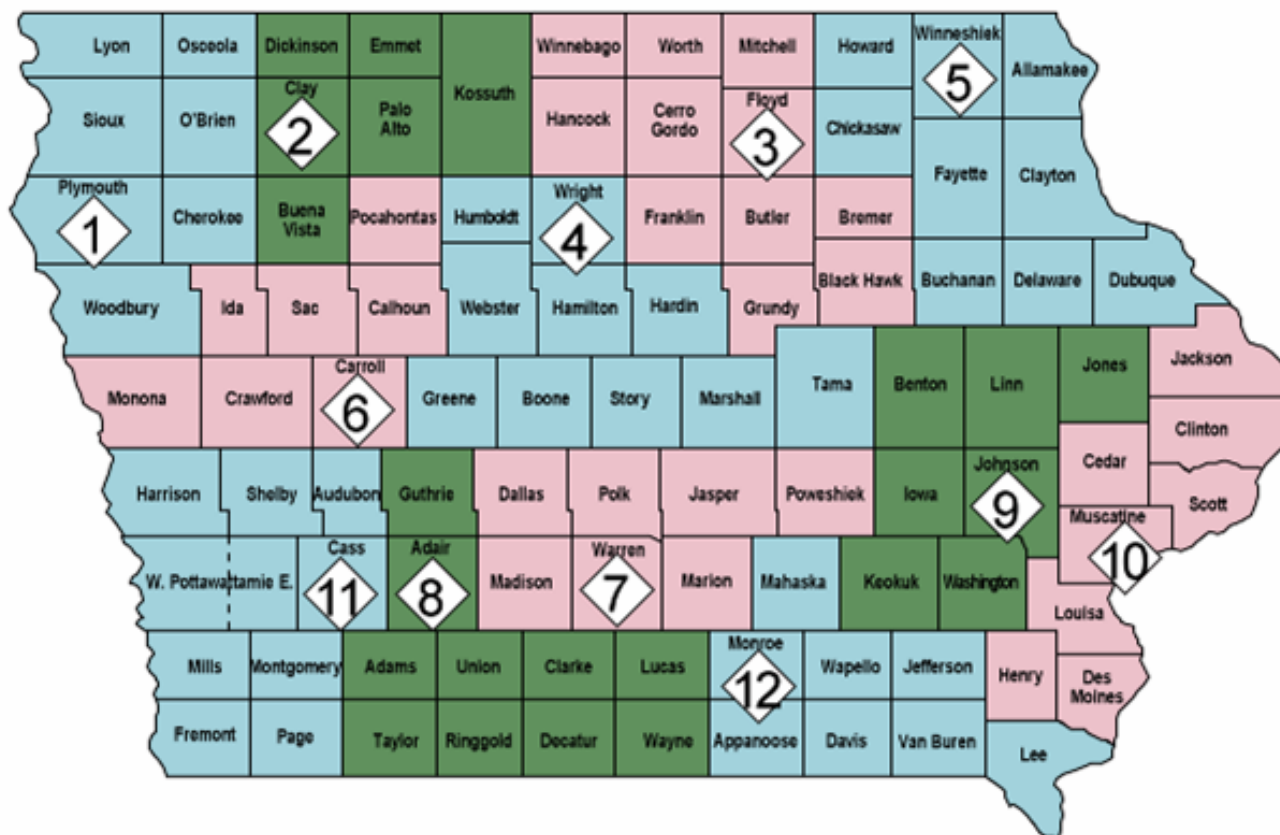 Lyon
Osceola
Dickinson
Emmet
Kossuth
Winnebago
Worth
Mitchell
Howard
Winneshiek
Allamakee
Sioux
O'Brien
Clay
Palo
Alto
Hancock
Cerro
Gordo
Floyd
Chickasaw
5
2
3
Fayette
Clayton
Plymouth
Cherokee
Buena
Vista
Pocahontas
Humboldt
Wright
Franklin
Butler
Bremer
1
4
Woodbury
Ida
Sac
Calhoun
Webster
Hamilton
Hardin
Grundy
Black Hawk
Buchanan
Delaware
Dubuque
Monona
Crawford
Carroll
6
Greene
Boone
Story
Marshall
Tama
Benton
Linn
Jones
Jackson
Clinton
Harrison
Shelby
Audubon
Guthrie
Dallas
Polk
Jasper
Poweshiek
Iowa
Johnson
9
Cedar
Scott
Muscatine
10
W. Pottawattamie E.
Cass
11
Adair
8
Madison
Warren
7
Marion
Mahaska
Keokuk
Washington
Louisa
Mills
Montgomery
Adams
Union
Clarke
Lucas
Monroe
12
Wapello
Jefferson
Henry
Des
Moines
Fremont
Page
Taylor
Ringgold
Decatur
Wayne
Appanoose
Davis
Van Buren
Lee